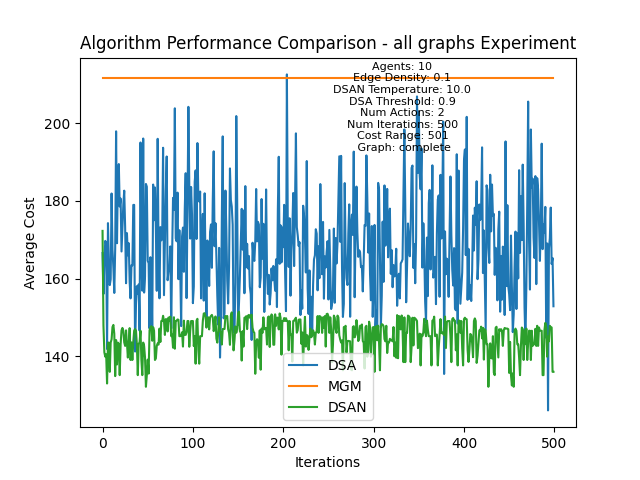 Algorithm Performance Comparison - all graphs Experiment
Agents: 10
Edge Density: 0.1
DSAN Temperature: 10.0
DSA Threshold: 0.9
Num Actions: 2
Num Iterations: 500
Cost Range: 501
Graph: complete
Average Cost
200
180
160
140
DSA
MGM
DSAN
0 100 200 300 400 500
Iterations